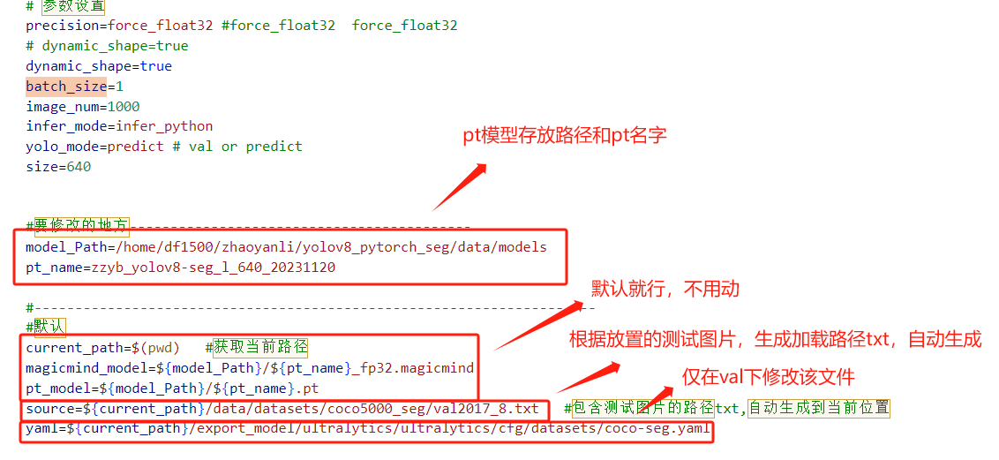 # 参数设置
precision=force_float32 #force_float32  force_float32
# dynamic_shape=true
dynamic_shape=true
batch_size=1
image_num=1000
infer_mode=infer_python
yolo_mode=predict # val or predict
size=640
pt模型存放路径和pt名字
#要修改的地方-----------------------------------------
model_Path=/home/df1500/zhaoyanli/yolov8_pytorch_seg/data/models
pt_name=zzyb_yolov8-seg_l_640_20231120
#--------------------------------------------------------------------
默认就行，不用动
#默认
current_path=$(pwd)   #获取当前路径
根据放置的测试图片，生成加载路径txt，自动生成
magicmind_model=${model_Path}/${pt_name}_fp32.magicmind
仅在val下修改该文件
pt_model=${model_Path}/${pt_name}.pt
source=${current_path}/data/datasets/coco5000_seg/val2017_8.txt   #包含测试图片的路径txt,自动生成到当前位置
yaml=${current_path}/export_model/ultralytics/ultralytics/cfg/datasets/coco-seg.yaml